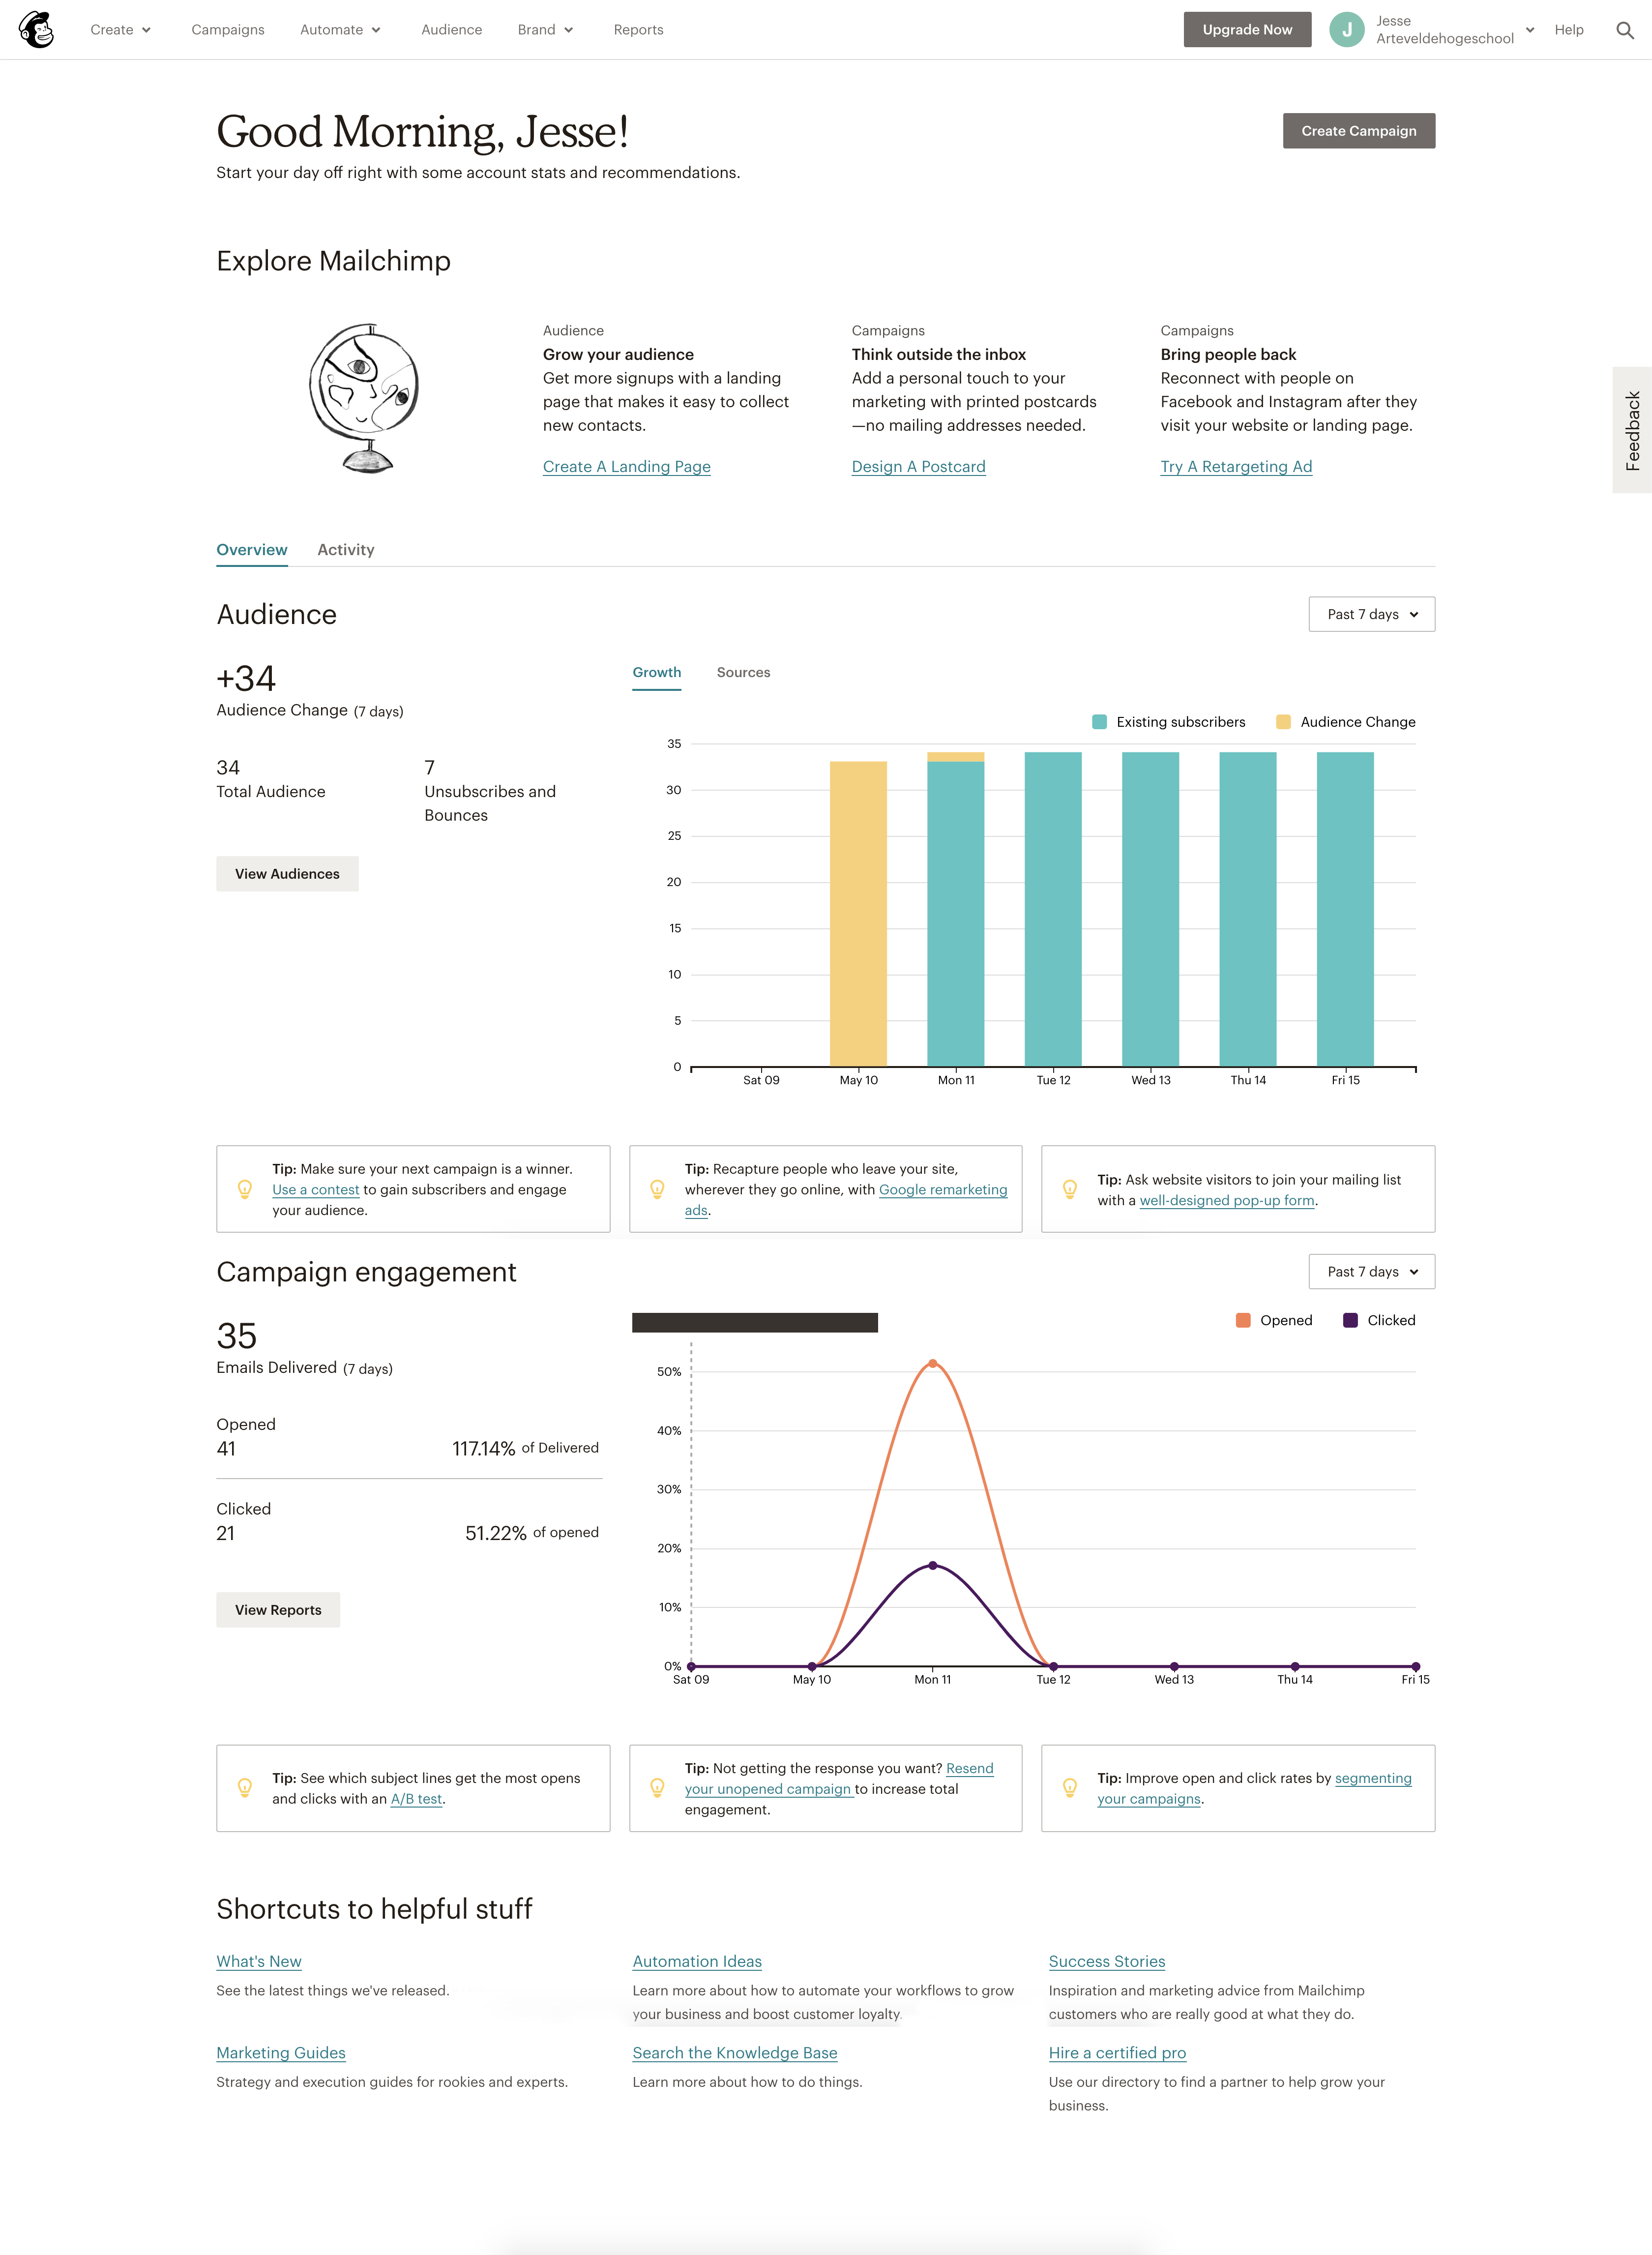 Create Campaigns Automate Audience Brand Reports Upgrade Now J Jesse Arteveldehogeschool Help
Good Morning, Jesse!
Create Campaign
Start your day off right with some account stats and recommendations.
Explore Mailchimp
Audience
Grow your audience
Get more signups with a landing
page that makes it easy to collect
new contacts.
Create A Landing Page
Campaigns
Think outside the inbox
Add a personal touch to your
marketing with printed postcards
—no mailing addresses needed.
Design A Postcard
Campaigns
Bring people back
Reconnect with people on
Facebook and Instagram after they
visit your website or landing page.
Try A Retargeting Ad
Feedback
Overview Activity
Audience
Past 7 days
+34
Audience Change (7 days)
34
Total Audience
7
Unsubscribes and
Bounces
View Audiences
Growth Sources
Existing subscribers Audience Change
35
30
25
20
15
10
5
0
Sat 09 May 10 Mon 11 Tue 12 Wed 13 Thu 14 Fri 15
Tip: Make sure your next campaign is a winner.
Use a contest to gain subscribers and engage
your audience.
Tip: Recapture people who leave your site,
wherever they go online, with Google remarketing
ads.
Tip: Ask website visitors to join your mailing list
with a well-designed pop-up form.
Campaign engagement
Past 7 days
35
Emails Delivered (7 days)
Opened
41 117.14% of Delivered
Clicked
21 51.22% of opened
View Reports
Opened Clicked
50%
40%
30%
20%
10%
0%
Sat 09 May 10 Mon 11 Tue 12 Wed 13 Thu 14 Fri 15
Tip: See which subject lines get the most opens
and clicks with an A/B test.
Tip: Not getting the response you want? Resend
your unopened campaign to increase total
engagement.
Tip: Improve open and click rates by segmenting
your campaigns.
Shortcuts to helpful stuff
What's New
See the latest things we've released.
Automation Ideas
Learn more about how to automate your workflows to grow
your business and boost customer loyalty.
Success Stories
Inspiration and marketing advice from Mailchimp
customers who are really good at what they do.
Marketing Guides
Strategy and execution guides for rookies and experts.
Search the Knowledge Base
Learn more about how to do things.
Hire a certified pro
Use our directory to find a partner to help grow your
business.